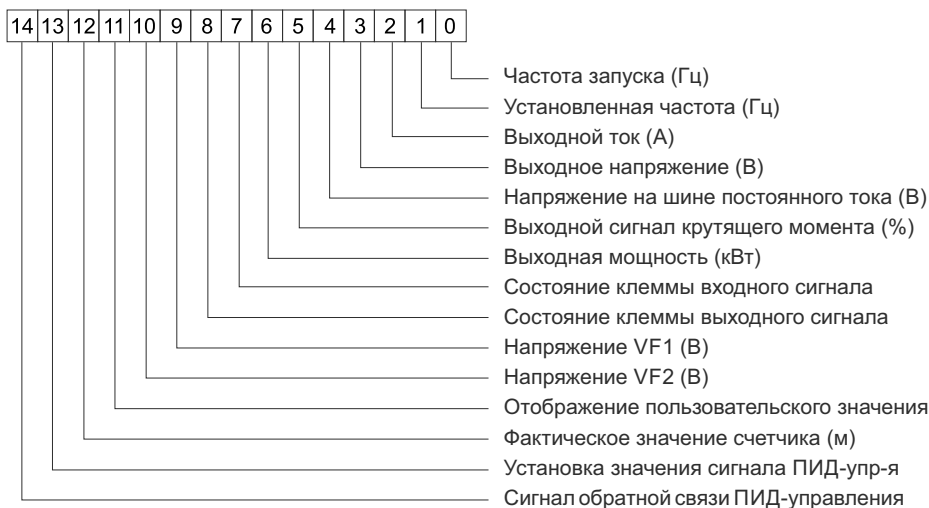 14 13 12 11 10 9 8 7 6 5 4 3 2 1 0
Частота запуска (Гц)
Установленная частота (Гц)
Выходной ток (А)
Выходное напряжение (В)
Напряжение на шине постоянного тока (В)
Выходной сигнал крутящего момента (%)
Выходная мощность (кВт)
Состояние клеммы входного сигнала
Состояние клеммы выходного сигнала
Напряжение VF1 (В)
Напряжение VF2 (В)
Отображение пользовательского значения
Фактическое значение счетчика (м)
Установка значения сигнала ПИД-упр-я
Сигнал обратной связи ПИД-управления